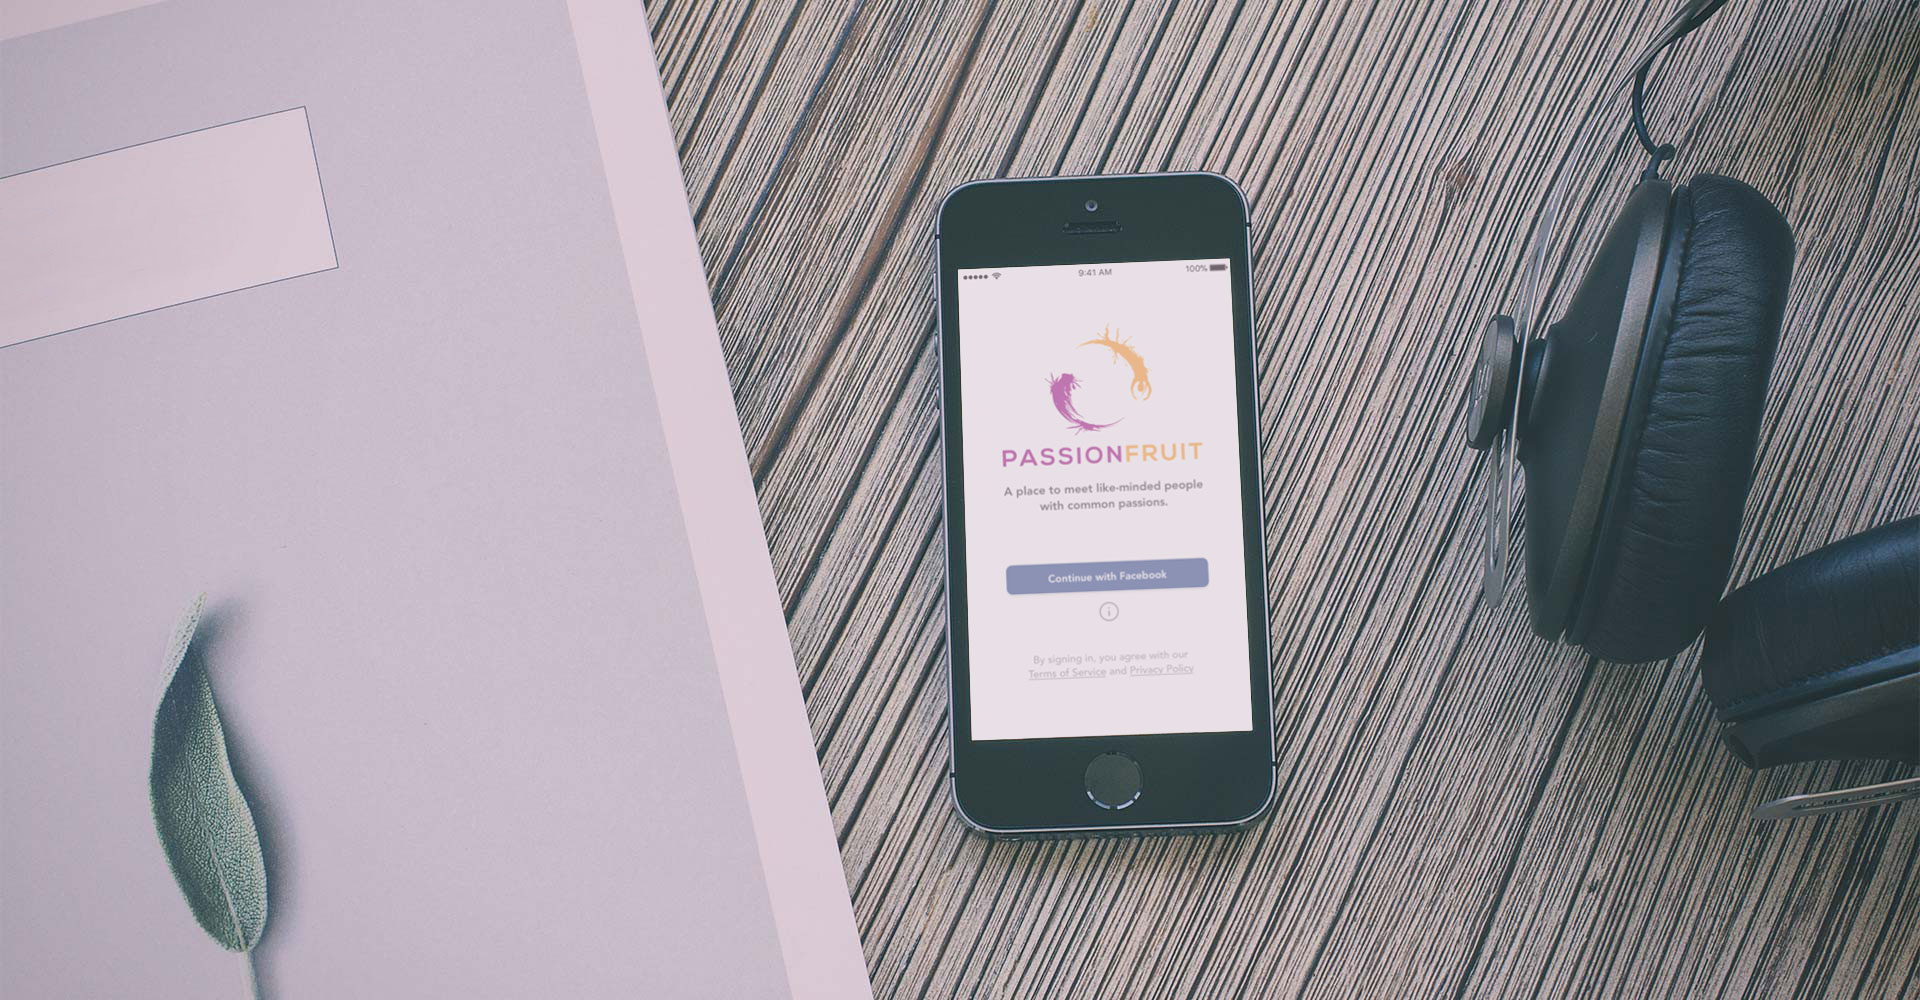 9:41 AM
100%
PASSIONFRUIT
A place to meet like-minded people
with common passions.
Continue with Facebook
By signing in, you agree with our
Terms of Service and Privacy Policy